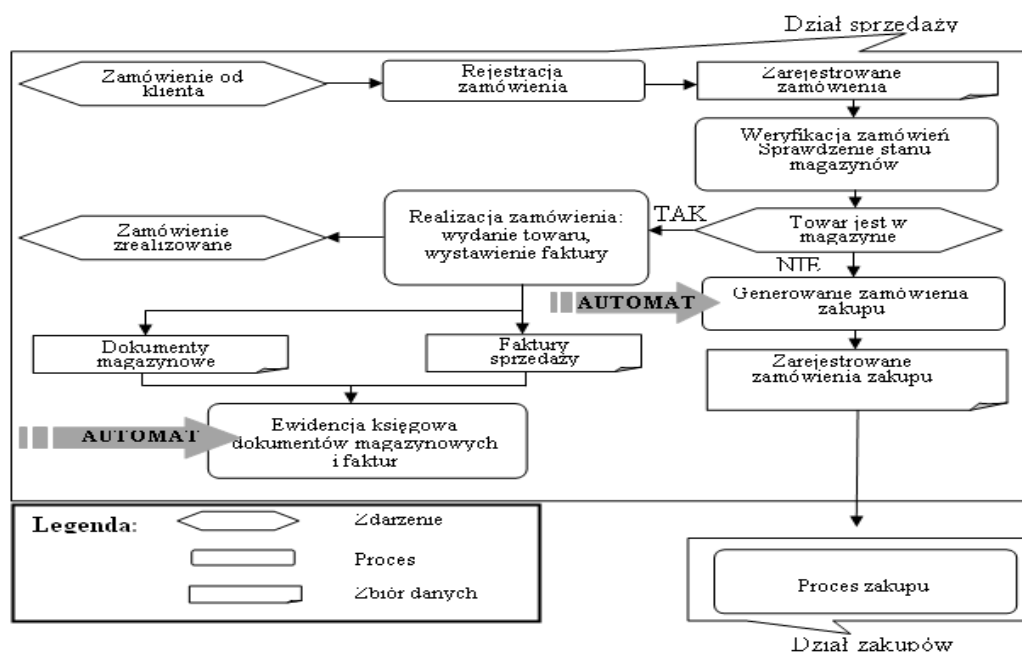 Dział sprzedaży
Zamówienie od
klienta
Rejestracja
zamówienia
Zarejestrowane
zamówienia
Weryfikacja zamówień
Sprawdzenie stanu
magazynów
Towar jest w
magazynie
TAK
NIE
Realizacja zamówienia:
wydanie towaru,
wystawienie faktury
Zamówienie
zrealizowane
AUTOMAT
Generowanie zamówienia
zakupu
Dokumenty
magazynowe
Faktury
sprzedaży
Zarejestrowane
zamówienia zakupu
AUTOMAT
Ewidencja księgowa
dokumentów magazynowych
i faktur
Legenda:
Zdarzenie
Proces
Zbiór danych
Proces zakupu
Dział zakupów